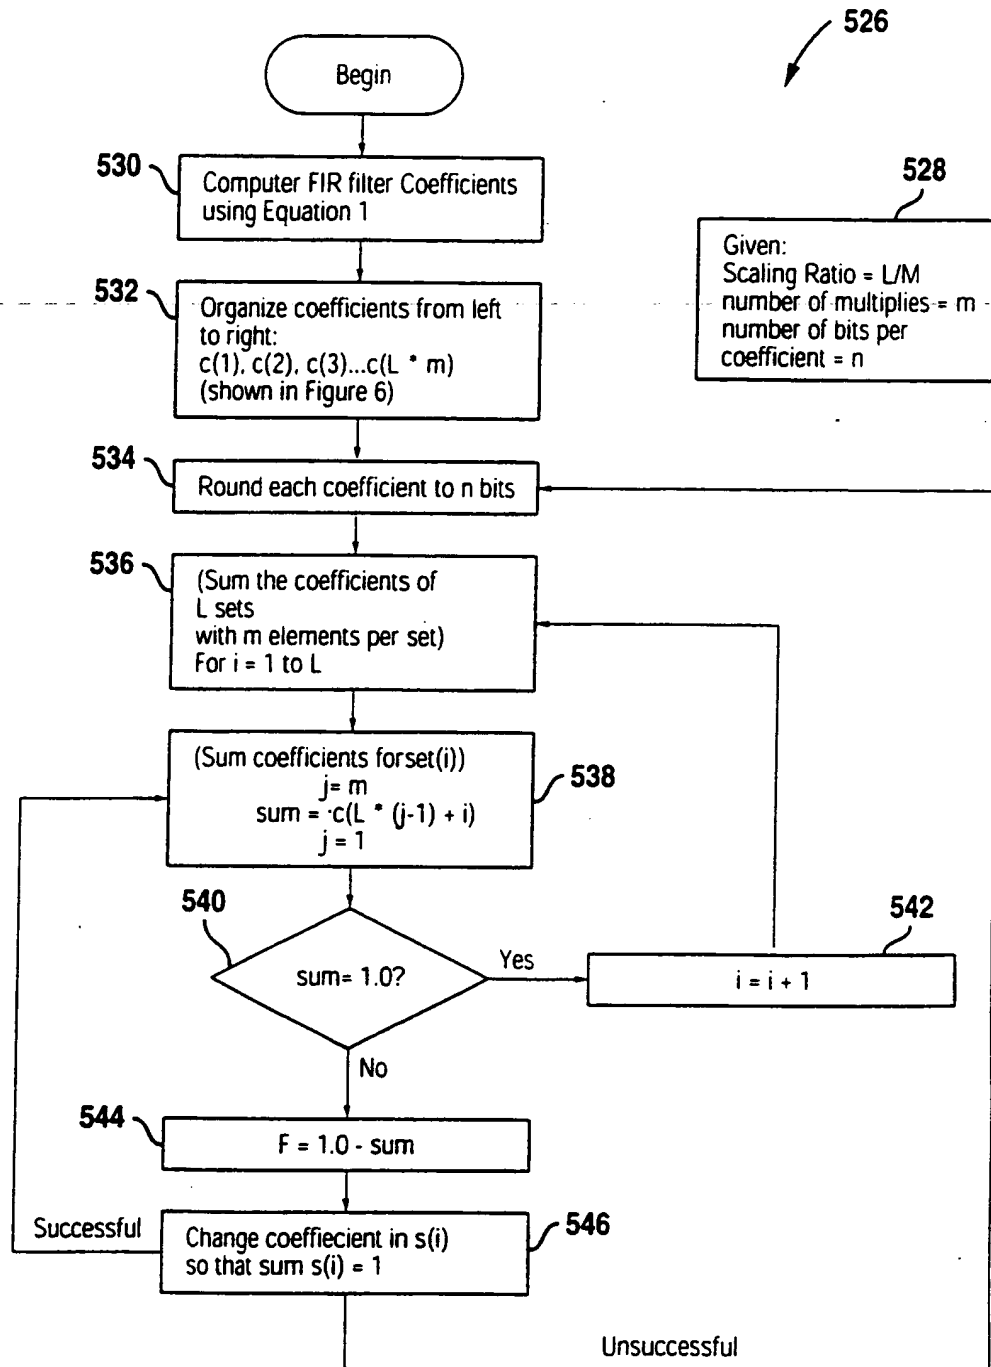 526
Begin
530
Computer FIR filter Coefficients
using Equation 1
528
Given:
Scaling Ratio = L/M
number of multiplies = m
number of bits per
coefficient = n
532
Organize coefficients from left
to right:
c(1), c(2), c(3)...c(L * m)
(shown in Figure 6)
534
Round each coefficient to n bits
536
(Sum the coefficients of
L sets
with m elements per set)
For i = 1 to L
(Sum coefficients forset(i))
j= m
sum = ·c(L * (j-1) + i)
j = 1
538
540
sum= 1.0?
Yes
542
i = i + 1
No
544
F = 1.0 - sum
Successful
546
Change coeffiecient in s(i)
so that sum s(i) = 1
Unsuccessful